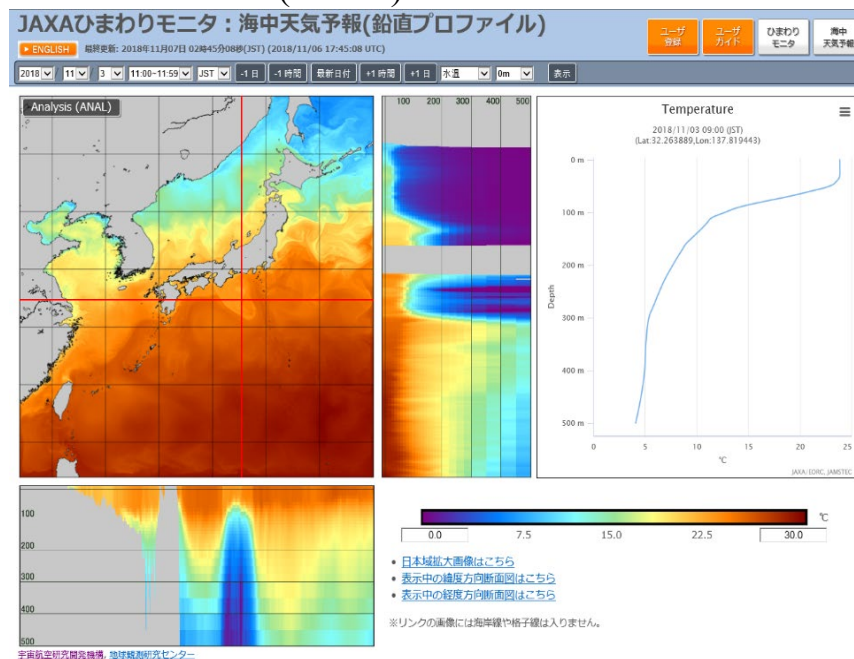 JAXAひまわりモニタ：海中天気予報(鉛直プロファイル)
ユーザ登録
ユーザガイド
ひまわりモニタ
海中天気予報
ENGLISH 最終更新: 2018年11月07日 02時45分08秒(JST) (2018/11/06 17:45:08 UTC)
2018 / 11 / 3 11:00~11:59 JST -1日 -1時間 最新日付 +1時間 +1日 水温 0m 表示
Analysis (ANAL)
100 200 300 400 500
Temperature
2018/11/03 09:00 (JST)
(Lat:32.263889,Lon:137.819443)
0 m
100 m
200 m
Depth
300 m
400 m
500 m
0 5 10 15 20 25
℃
JAXA/EORC, JAMSTEC
100
200
300
400
500
℃
0.0 7.5 15.0 22.5 30.0
日本域拡大画像はこちら
表示中の緯度方向断面図はこちら
表示中の経度方向断面図はこちら
※リンクの画像には海岸線や格子線は入りません。
宇宙航空研究開発機構, 地球観測研究センター